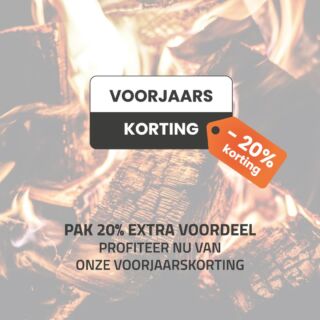 VOORJAARS
KORTING
- 20%
korting
PAK 20% EXTRA VOORDEEL
PROFITEER NU VAN
ONZE VOORJAARSKORTING